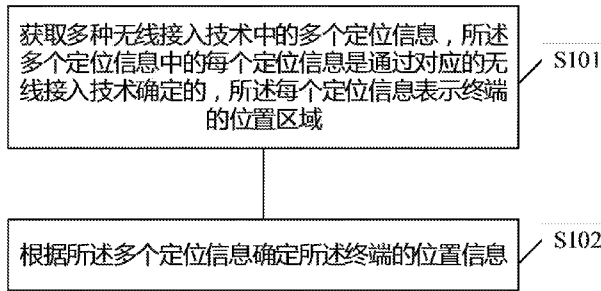 获取多种无线接入技术中的多个定位信息，所述
多个定位信息中的每个定位信息是通过对应的无
线接入技术确定的，所述每个定位信息表示终端
的位置区域
S101
根据所述多个定位信息确定所述终端的位置信息
S102